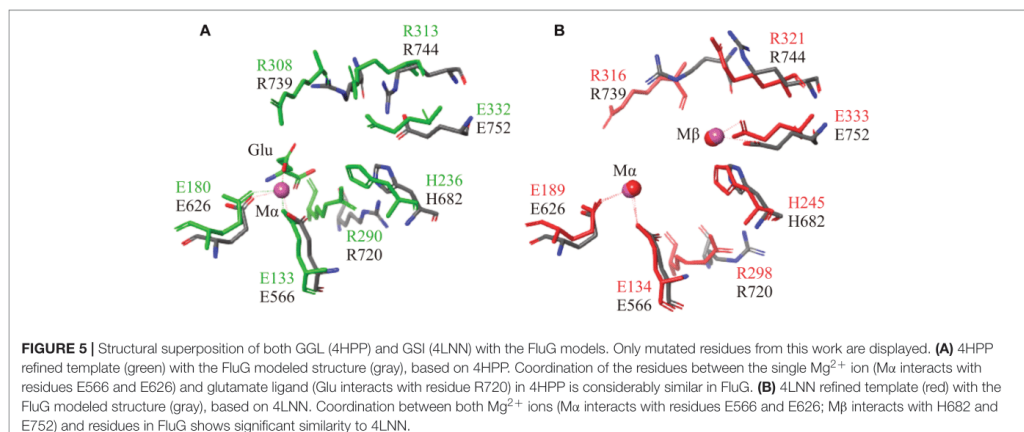 A
R313
R744
R308
R739
E332
E752
Glu
E180
E626
Mα
H236
H682
R290
R720
E133
E566
B
R321
R744
R316
R739
E333
E752
Mβ
Mα
E189
E626
H245
H682
R298
R720
E134
E566
FIGURE 5 | Structural superposition of both GGL (4HPP) and GSI (4LNN) with the FluG models. Only mutated residues from this work are displayed. (A) 4HPP
refined template (green) with the FluG modeled structure (gray), based on 4HPP. Coordination of the residues between the single Mg²⁺ ion (Mα interacts with
residues E566 and E626) and glutamate ligand (Glu interacts with residue R720) in 4HPP is considerably similar in FluG. (B) 4LNN refined template (red) with the
FluG modeled structure (gray), based on 4LNN. Coordination between both Mg²⁺ ions (Mα interacts with residues E566 and E626; Mβ interacts with H682 and
E752) and residues in FluG shows significant similarity to 4LNN.